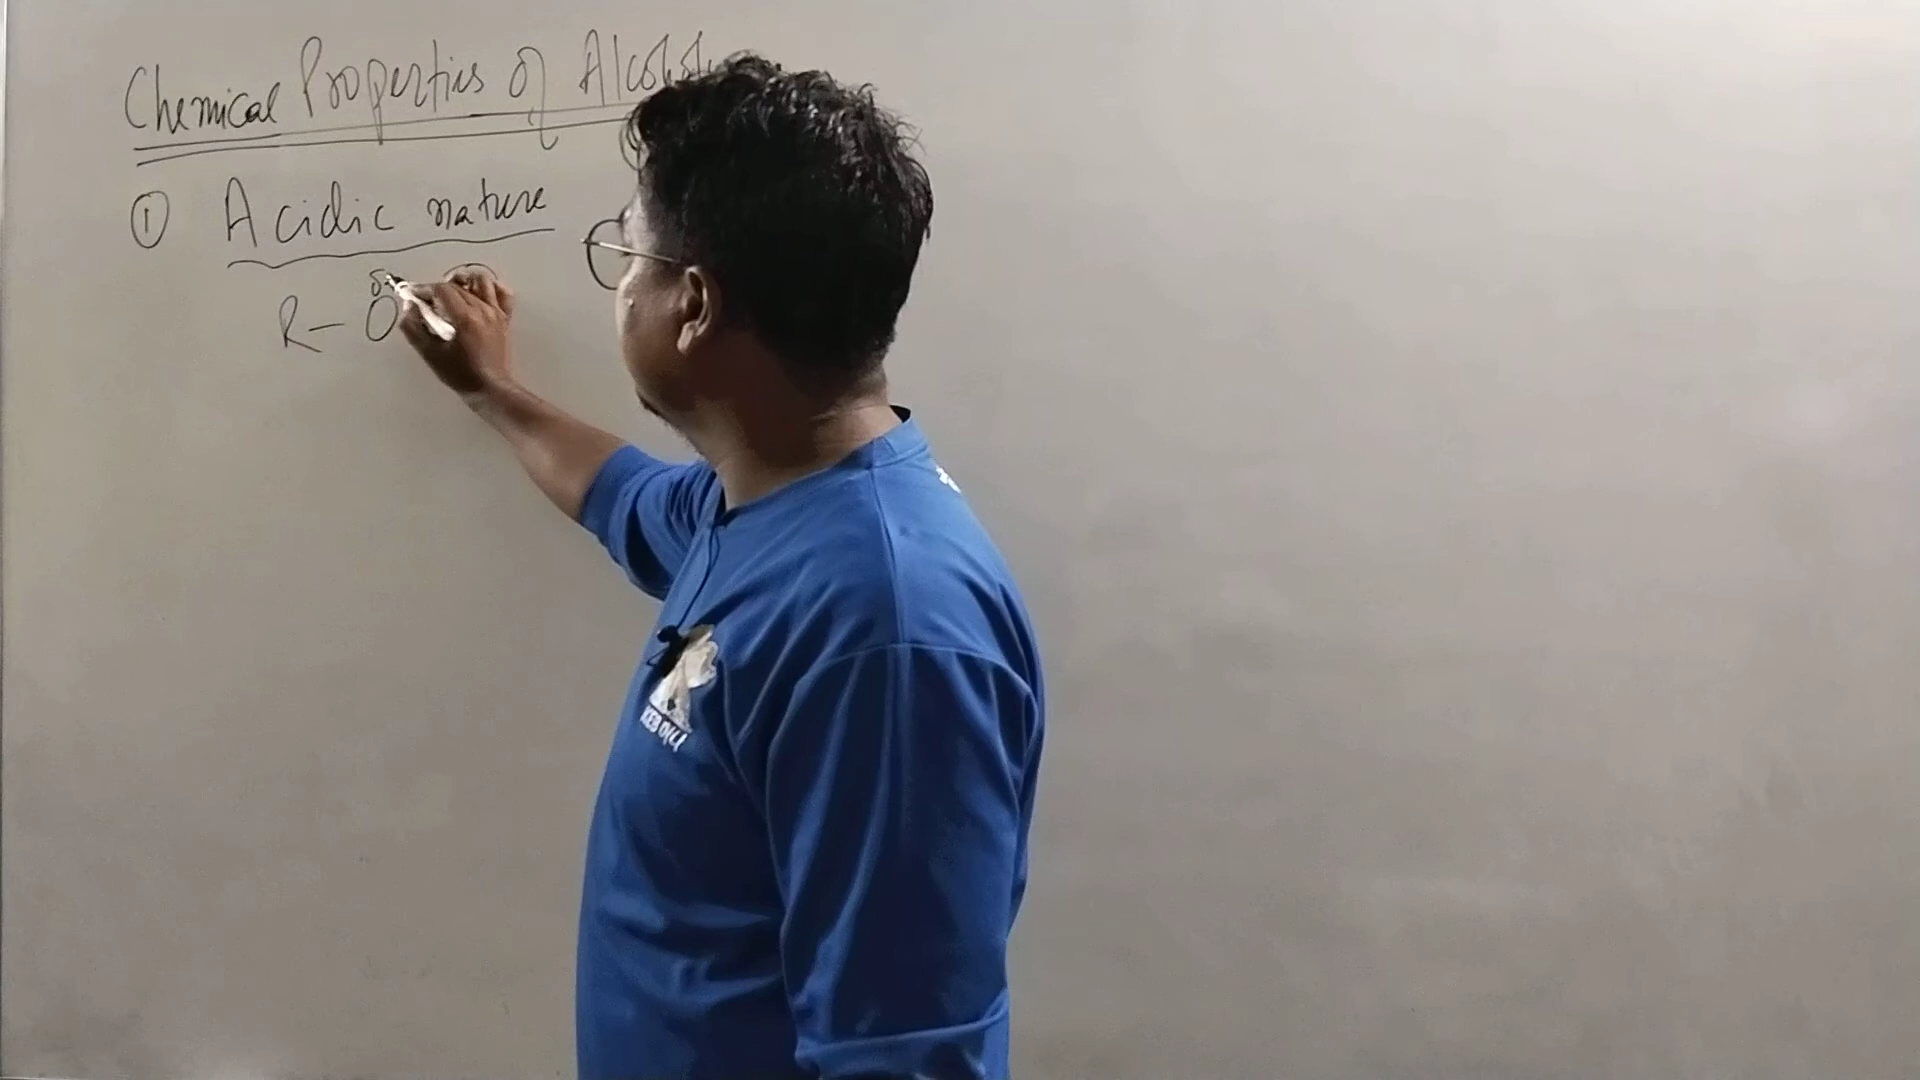 Chemical Properties of
① Acidic nature
R – O
δ-